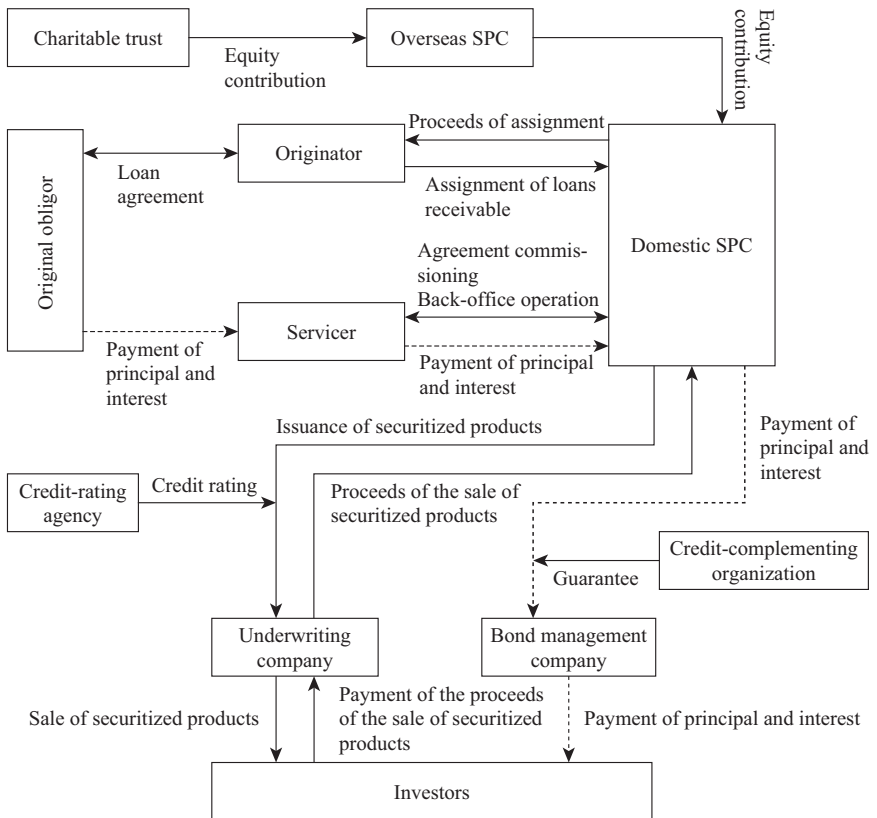 Charitable trust
Equity
contribution
Overseas SPC
Equity
contribution
Original obligor
Loan
agreement
Originator
Proceeds of assignment
Assignment of loans
receivable
Domestic SPC
Agreement commis-
sioning
Back-office operation
Servicer
Payment of
principal and
interest
Payment of principal
and interest
Issuance of securitized products
Payment of
principal and
interest
Credit-rating
agency
Credit rating
Proceeds of the sale of
securitized products
Credit-complementing
organization
Guarantee
Underwriting
company
Bond management
company
Sale of securitized products
Payment of the proceeds
of the sale of securitized
products
Payment of principal and interest
Investors